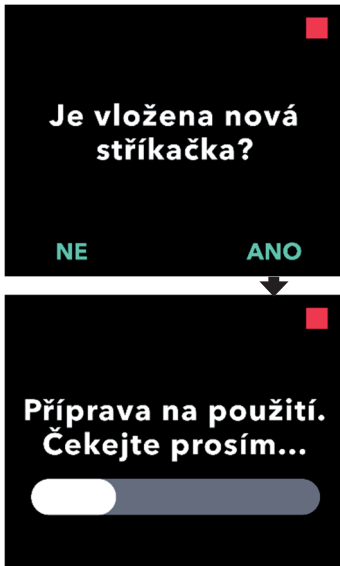 Je vložena nová
stříkačka?
NE ANO
Příprava na použití.
Čekejte prosím...